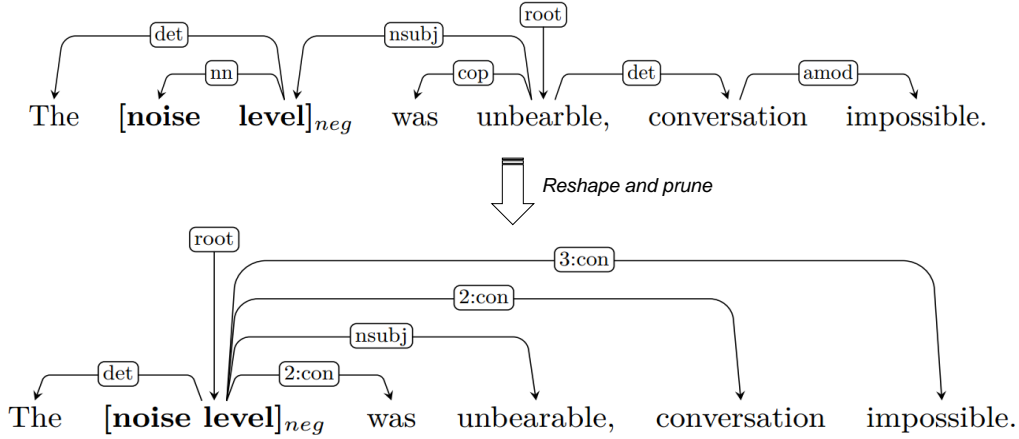 root
det nsubj
nn cop det amod
The [noise level]neg was unbearble, conversation impossible.
Reshape and prune
root
3:con
2:con
nsubj
det 2:con
The [noise level]neg was unbearable, conversation impossible.